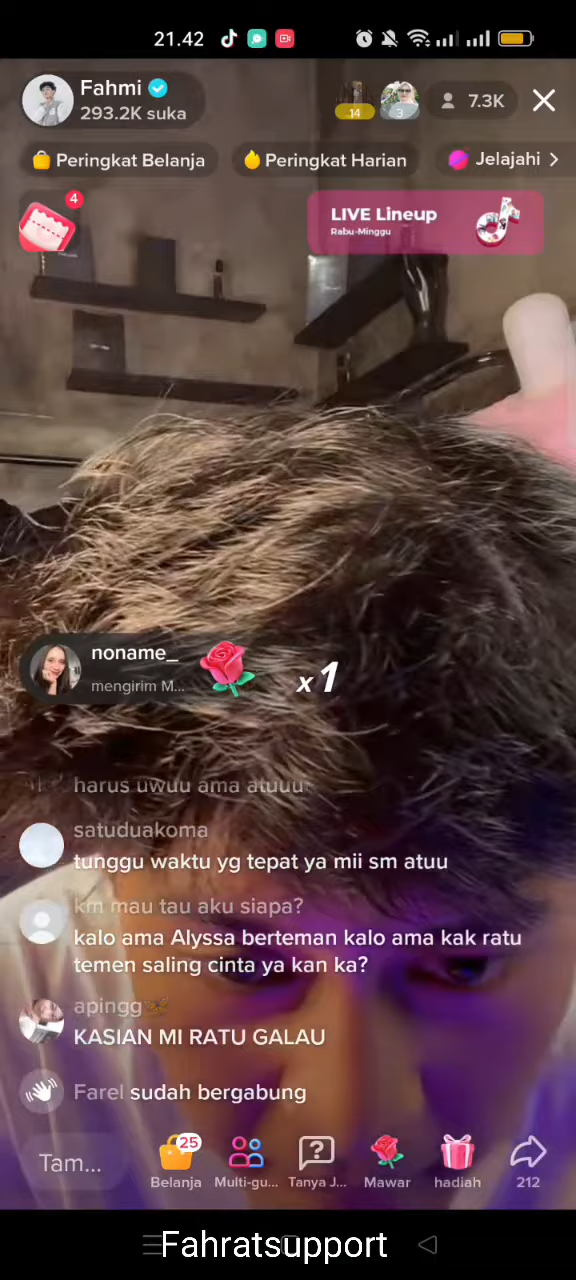 21.42
Fahmi
293.2K suka
14
3
7.3K
Peringkat Belanja
Peringkat Harian
Jelajahi >
4
LIVE Lineup
Rabu-Minggu
noname_
mengirim M...
x1
harus uwuu ama atuuu
satuduakoma
tunggu waktu yg tepat ya mii sm atuu
km mau tau aku siapa?
kalo ama Alyssa berteman kalo ama kak ratu
temen saling cinta ya kan ka?
apingg
KASIAN MI RATU GALAU
Farel sudah bergabung
Tam...
25
Belanja
Multi-gu...
Tanya J...
Mawar
hadiah
212
Fahratsupport